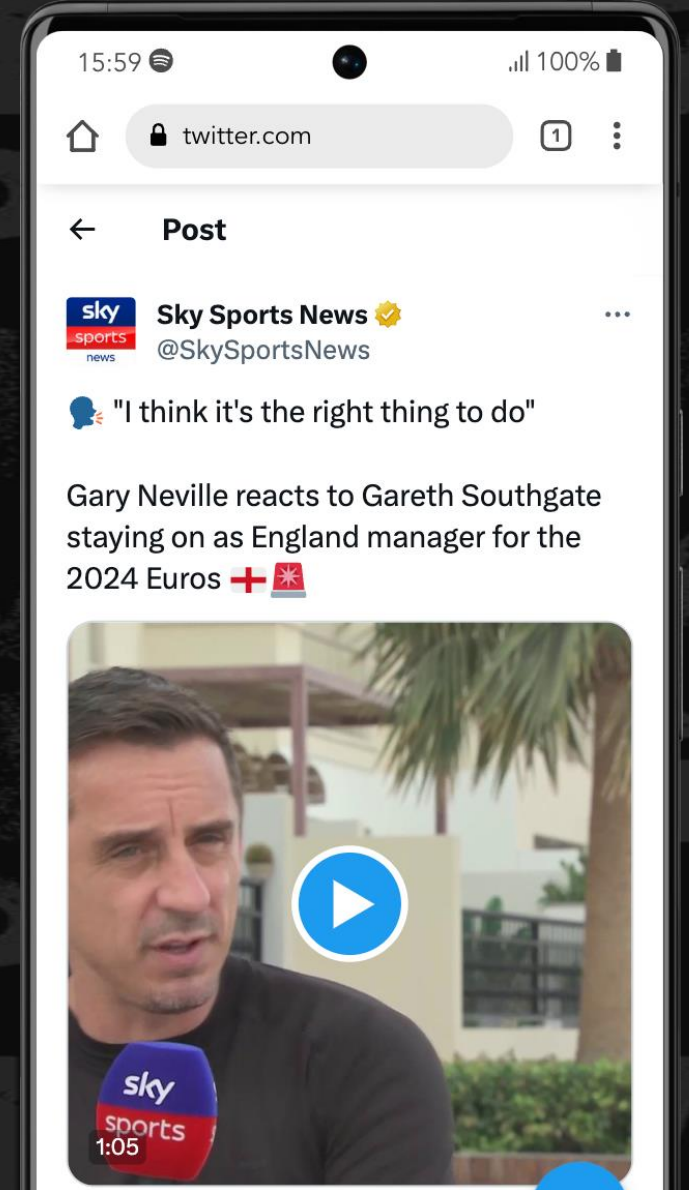 15:59
100%
twitter.com
1
Post
sky
sports
news
Sky Sports News
@SkySportsNews
"I think it's the right thing to do"
Gary Neville reacts to Gareth Southgate
staying on as England manager for the
2024 Euros
sky
sports
1:05